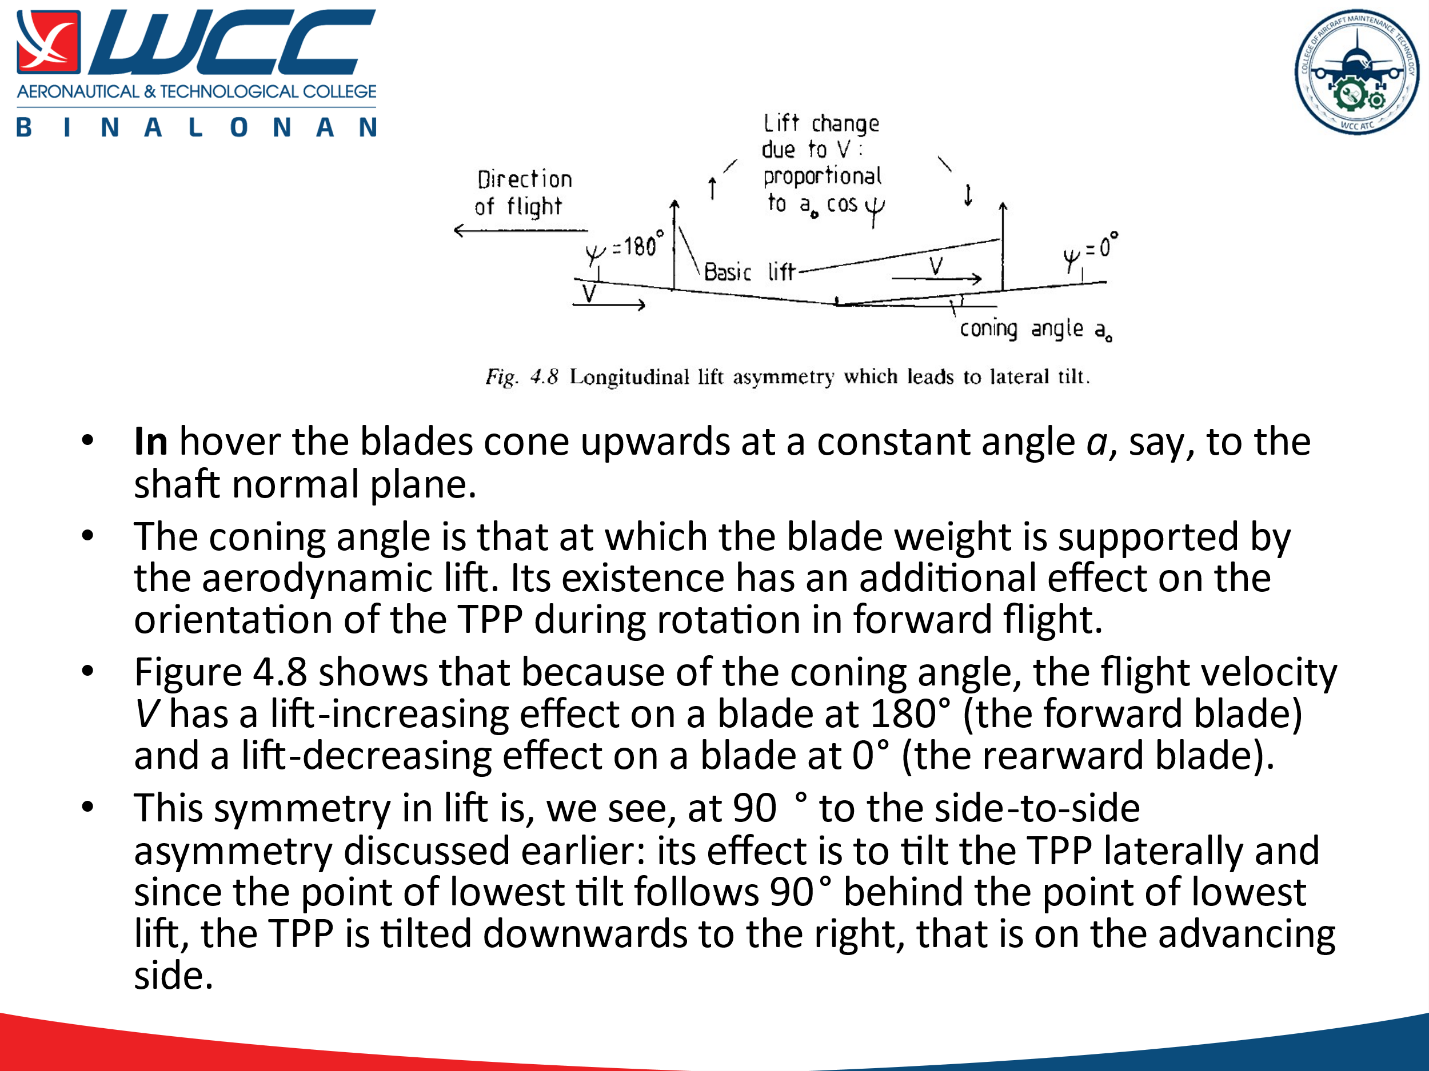 WCC
AERONAUTICAL & TECHNOLOGICAL COLLEGE
BINALONAN
COLLEGE OF AIRCRAFT MAINTENANCE TECHNOLOGY
WCC ATC
Lift change
due to V :
proportional
to a₀ cos ψ
Direction
of flight
ψ =180°
ψ =0°
Basic lift
V
V
coning angle a₀
Fig. 4.8 Longitudinal lift asymmetry which leads to lateral tilt.
• In hover the blades cone upwards at a constant angle a, say, to the
shaft normal plane.
• The coning angle is that at which the blade weight is supported by
the aerodynamic lift. Its existence has an additional effect on the
orientation of the TPP during rotation in forward flight.
• Figure 4.8 shows that because of the coning angle, the flight velocity
V has a lift-increasing effect on a blade at 180° (the forward blade)
and a lift-decreasing effect on a blade at 0° (the rearward blade).
• This symmetry in lift is, we see, at 90 ° to the side-to-side
asymmetry discussed earlier: its effect is to tilt the TPP laterally and
since the point of lowest tilt follows 90° behind the point of lowest
lift, the TPP is tilted downwards to the right, that is on the advancing
side.